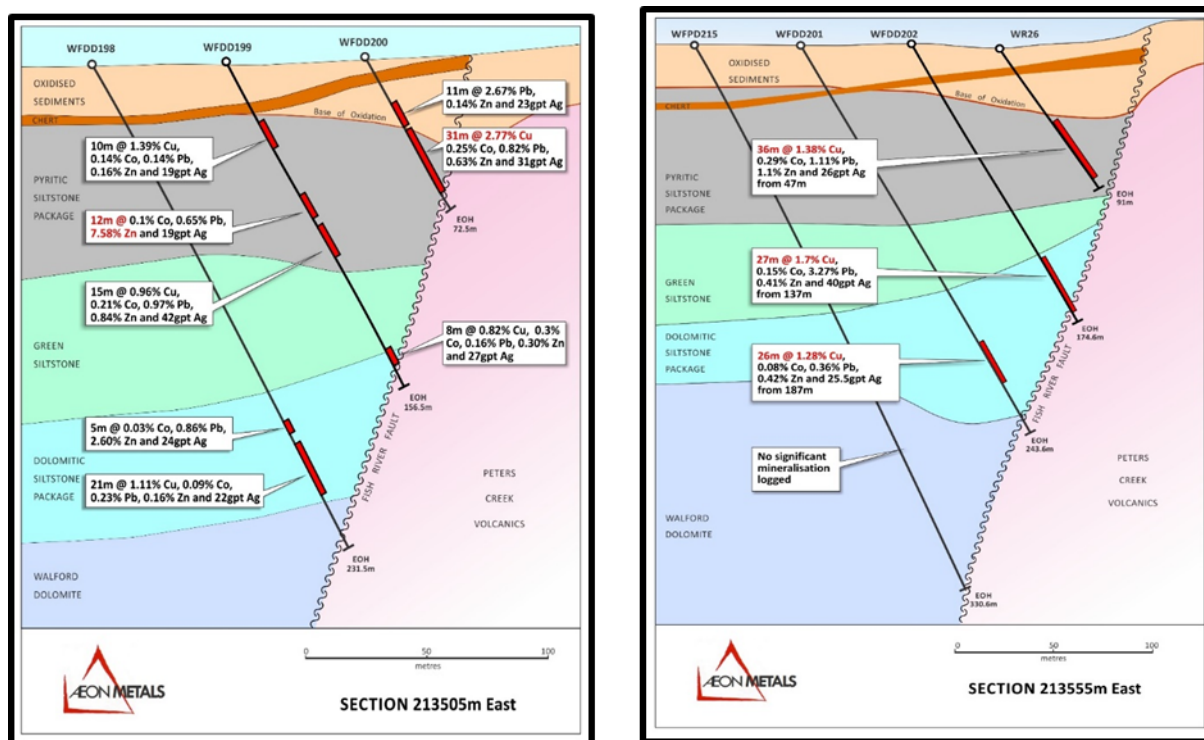 WFDD198
WFDD199
WFDD200
OXIDISED
SEDIMENTS
CHERT
Base of Oxidation
11m @ 2.67% Pb,
0.14% Zn and 23gpt Ag
31m @ 2.77% Cu
0.25% Co, 0.82% Pb,
0.63% Zn and 31gpt Ag
10m @ 1.39% Cu,
0.14% Co, 0.14% Pb,
0.16% Zn and 19gpt Ag
PYRITIC
SILTSTONE
PACKAGE
12m @ 0.1% Co, 0.65% Pb,
7.58% Zn and 19gpt Ag
EOH
72.5m
15m @ 0.96% Cu,
0.21% Co, 0.97% Pb,
0.84% Zn and 42gpt Ag
GREEN
SILTSTONE
8m @ 0.82% Cu, 0.3%
Co, 0.16% Pb, 0.30% Zn
and 27gpt Ag
EOH
156.5m
5m @ 0.03% Co, 0.86% Pb,
2.60% Zn and 24gpt Ag
DOLOMITIC
SILTSTONE
PACKAGE
21m @ 1.11% Cu, 0.09% Co,
0.23% Pb, 0.16% Zn and 22gpt Ag
FISH RIVER FAULT
PETERS
CREEK
VOLCANICS
EOH
231.5m
WALFORD
DOLOMITE
0 50 100
metres
ÆON METALS
SECTION 213505m East
WFPD215
WFDD201
WFDD202
WR26
OXIDISED
SEDIMENTS
CHERT
Base of Oxidation
36m @ 1.38% Cu,
0.29% Co, 1.11% Pb,
1.1% Zn and 26gpt Ag
from 47m
PYRITIC
SILTSTONE
PACKAGE
EOH
91m
27m @ 1.7% Cu,
0.15% Co, 3.27% Pb,
0.41% Zn and 40gpt Ag
from 137m
GREEN
SILTSTONE
EOH
174.6m
DOLOMITIC
SILTSTONE
PACKAGE
26m @ 1.28% Cu,
0.08% Co, 0.36% Pb,
0.42% Zn and 25.5gpt Ag
from 187m
FISH RIVER FAULT
EOH
243.6m
No significant
mineralisation
logged
PETERS
CREEK
VOLCANICS
WALFORD
DOLOMITE
EOH
330.6m
0 50 100
metres
ÆON METALS
SECTION 213555m East